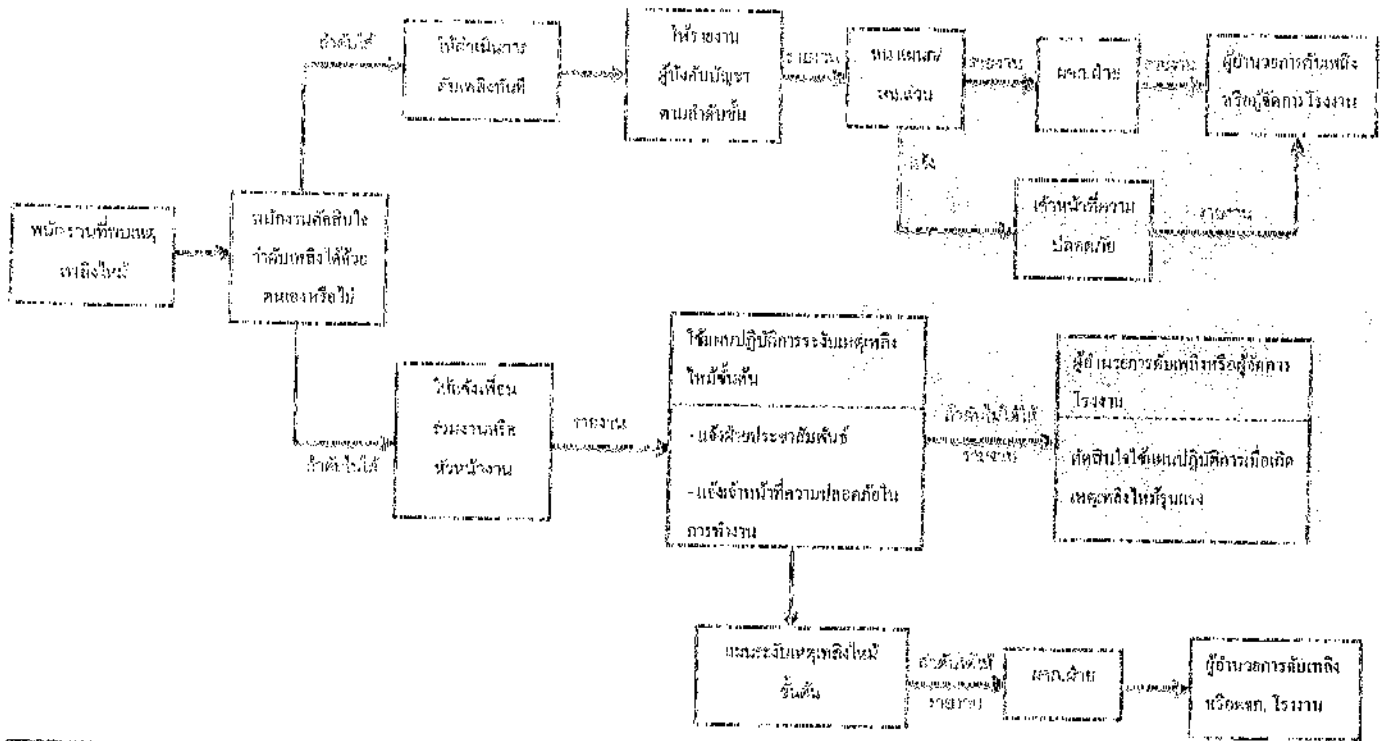 ถ้าดับได้
ให้ดำเนินการ
ดับเพลิงทันที
ให้รายงาน
ผู้บังคับบัญชา
ตามลำดับขั้น
รายงาน
หน.แผนก/
หน.ส่วน
รายงาน
ผจก.ฝ่าย
รายงาน
ผู้อำนวยการดับเพลิง
หรือผู้จัดการโรงงาน
แจ้ง
เจ้าหน้าที่ความ
ปลอดภัย
รายงาน
พนักงานที่พบเหตุ
เพลิงไหม้
พนักงานตัดสินใจ
ว่าดับเพลิงได้ด้วย
ตนเองหรือไม่
ถ้าดับไม่ได้
ให้แจ้งเพื่อน
ร่วมงานหรือ
หัวหน้างาน
รายงาน
ใช้แผนปฏิบัติการระงับเหตุเพลิง
ไหม้ขั้นต้น
- แจ้งฝ่ายประชาสัมพันธ์
- แจ้งเจ้าหน้าที่ความปลอดภัยใน
การทำงาน
ถ้าดับไม่ได้ให้
รายงาน
ผู้อำนวยการดับเพลิงหรือผู้จัดการ
โรงงาน
ตัดสินใจใช้แผนปฏิบัติการเมื่อเกิด
เหตุเพลิงไหม้รุนแรง
แผนระงับเหตุเพลิงไหม้
ขั้นต้น
ถ้าดับได้ให้
รายงาน
ผจก.ฝ่าย
ผู้อำนวยการดับเพลิง
หรือผจก. โรงงาน